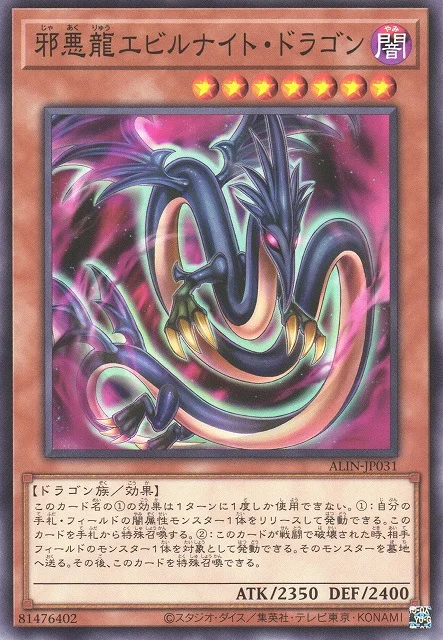 邪悪龍エビルナイト・ドラゴン
闇
ALIN-JP031
【ドラゴン族／効果】
このカード名の①の効果は1ターンに1度しか使用できない。①：自分の
手札・フィールドの闇属性モンスター1体をリリースして発動できる。この
カードを手札から特殊召喚する。②：このカードが戦闘で破壊された時、相手
フィールドのモンスター1体を対象として発動できる。そのモンスターを墓地
へ送る。その後、このカードを特殊召喚できる。
ATK/2350 DEF/2400
81476402
©スタジオ・ダイス/集英社・テレビ東京・KONAMI